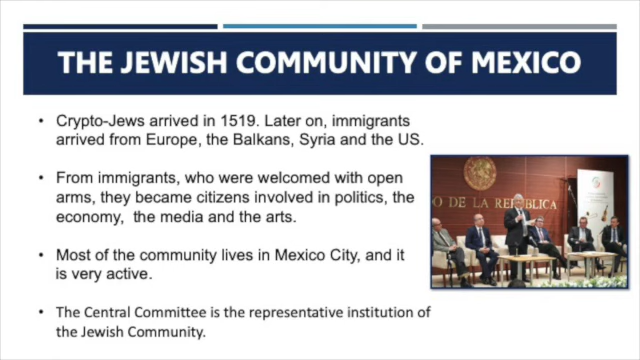 THE JEWISH COMMUNITY OF MEXICO
• Crypto-Jews arrived in 1519. Later on, immigrants
arrived from Europe, the Balkans, Syria and the US.
• From immigrants, who were welcomed with open
arms, they became citizens involved in politics, the
economy, the media and the arts.
• Most of the community lives in Mexico City, and it
is very active.
• The Central Committee is the representative institution of
the Jewish Community.
DO DE LA REPÚBLICA